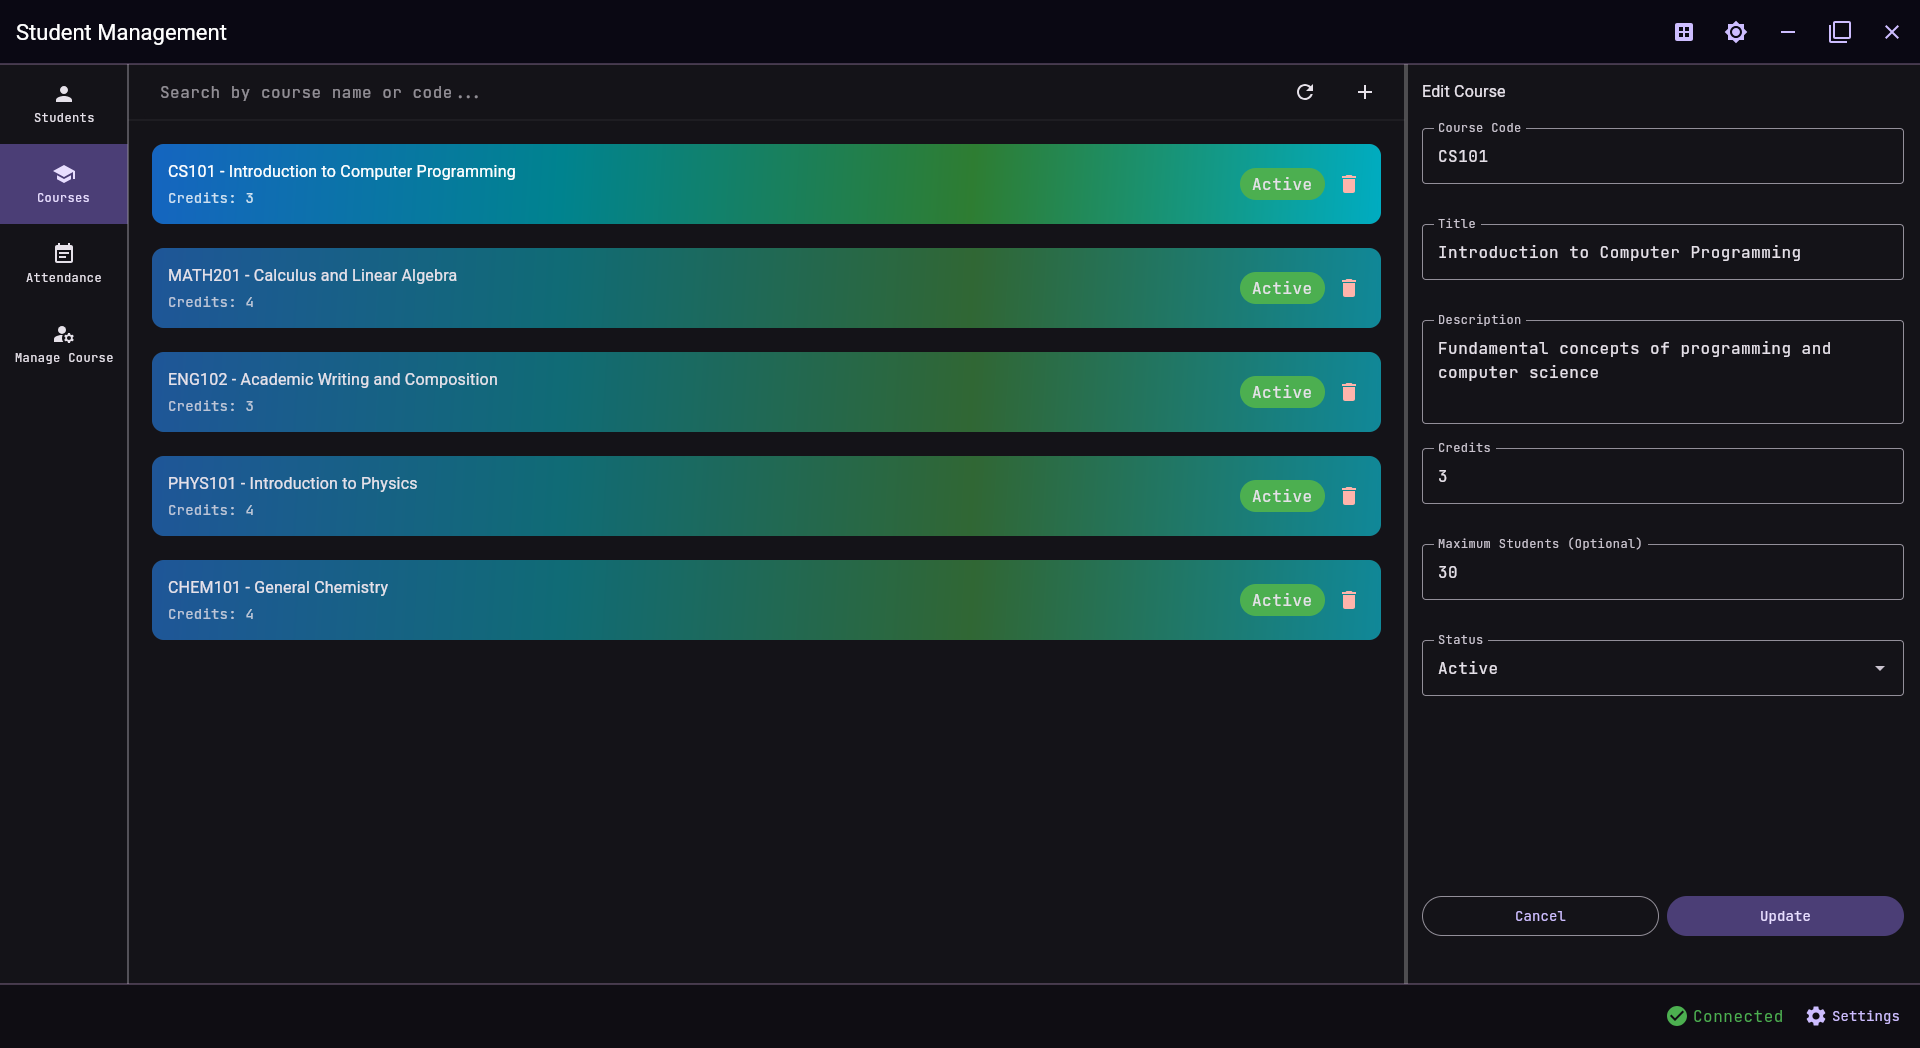 Student Management
Students
Courses
Attendance
Manage Course
Search by course name or code...
CS101 - Introduction to Computer Programming
Credits: 3
Active
MATH201 - Calculus and Linear Algebra
Credits: 4
Active
ENG102 - Academic Writing and Composition
Credits: 3
Active
PHYS101 - Introduction to Physics
Credits: 4
Active
CHEM101 - General Chemistry
Credits: 4
Active
Edit Course
Course Code
CS101
Title
Introduction to Computer Programming
Description
Fundamental concepts of programming and
computer science
Credits
3
Maximum Students (Optional)
30
Status
Active
Cancel
Update
Connected
Settings